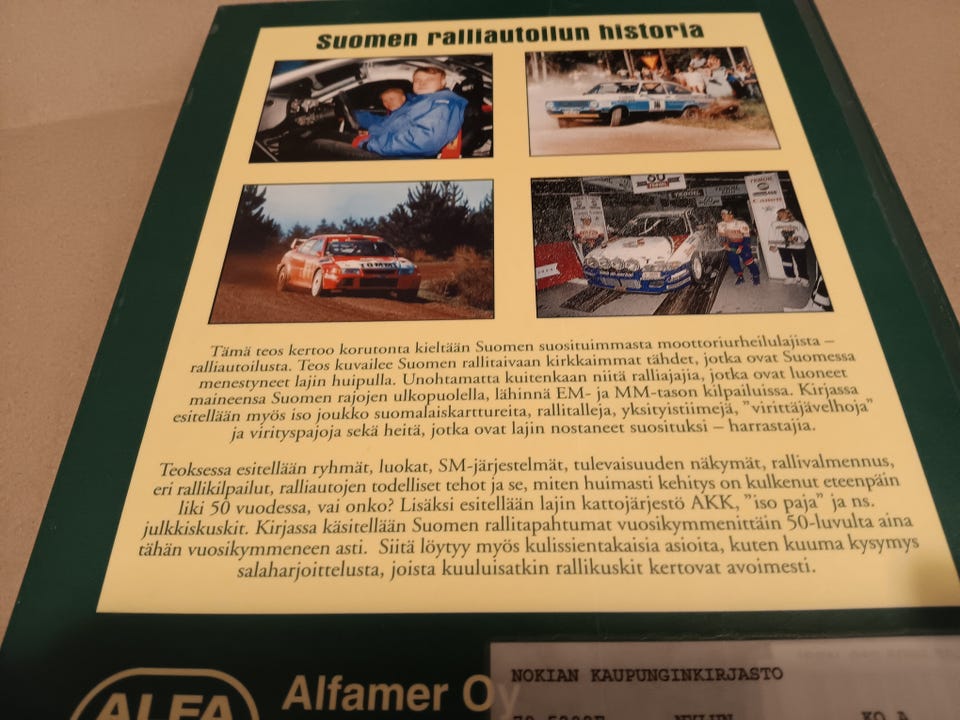 Suomen ralliautoilun historia
TOMMI
Canon
Tämä teos kertoo korutonta kieltään Suomen suosituimmasta moottoriurheilulajista –
ralliautoilusta. Teos kuvailee Suomen rallitaivaan kirkkaimmat tähdet, jotka ovat Suomessa
menestyneet lajin huipulla. Unohtamatta kuitenkaan niitä ralliajajia, jotka ovat luoneet
maineensa Suomen rajojen ulkopuolella, lähinnä EM- ja MM-tason kilpailuissa. Kirjassa
esitellään myös iso joukko suomalaiskarttureita, rallitalleja, yksityistiimejä, ”virittäjävelhoja”
ja virityspajoja sekä heitä, jotka ovat lajin nostaneet suosituksi – harrastajia.
Teoksessa esitellään ryhmät, luokat, SM-järjestelmät, tulevaisuuden näkymät, rallivalmennus,
eri rallikilpailut, ralliautojen todelliset tehot ja se, miten huimasti kehitys on kulkenut eteenpäin
liki 50 vuodessa, vai onko? Lisäksi esitellään lajin kattojärjestö AKK, ”iso paja” ja ns.
julkkiskuskit. Kirjassa käsitellään Suomen rallitapahtumat vuosikymmenittäin 50-luvulta aina
tähän vuosikymmeneen asti. Siitä löytyy myös kulissientakaisia asioita, kuten kuuma kysymys
salaharjoittelusta, joista kuuluisatkin rallikuskit kertovat avoimesti.
ALFA
Alfamer Oy
NOKIAN KAUPUNGINKIRJASTO